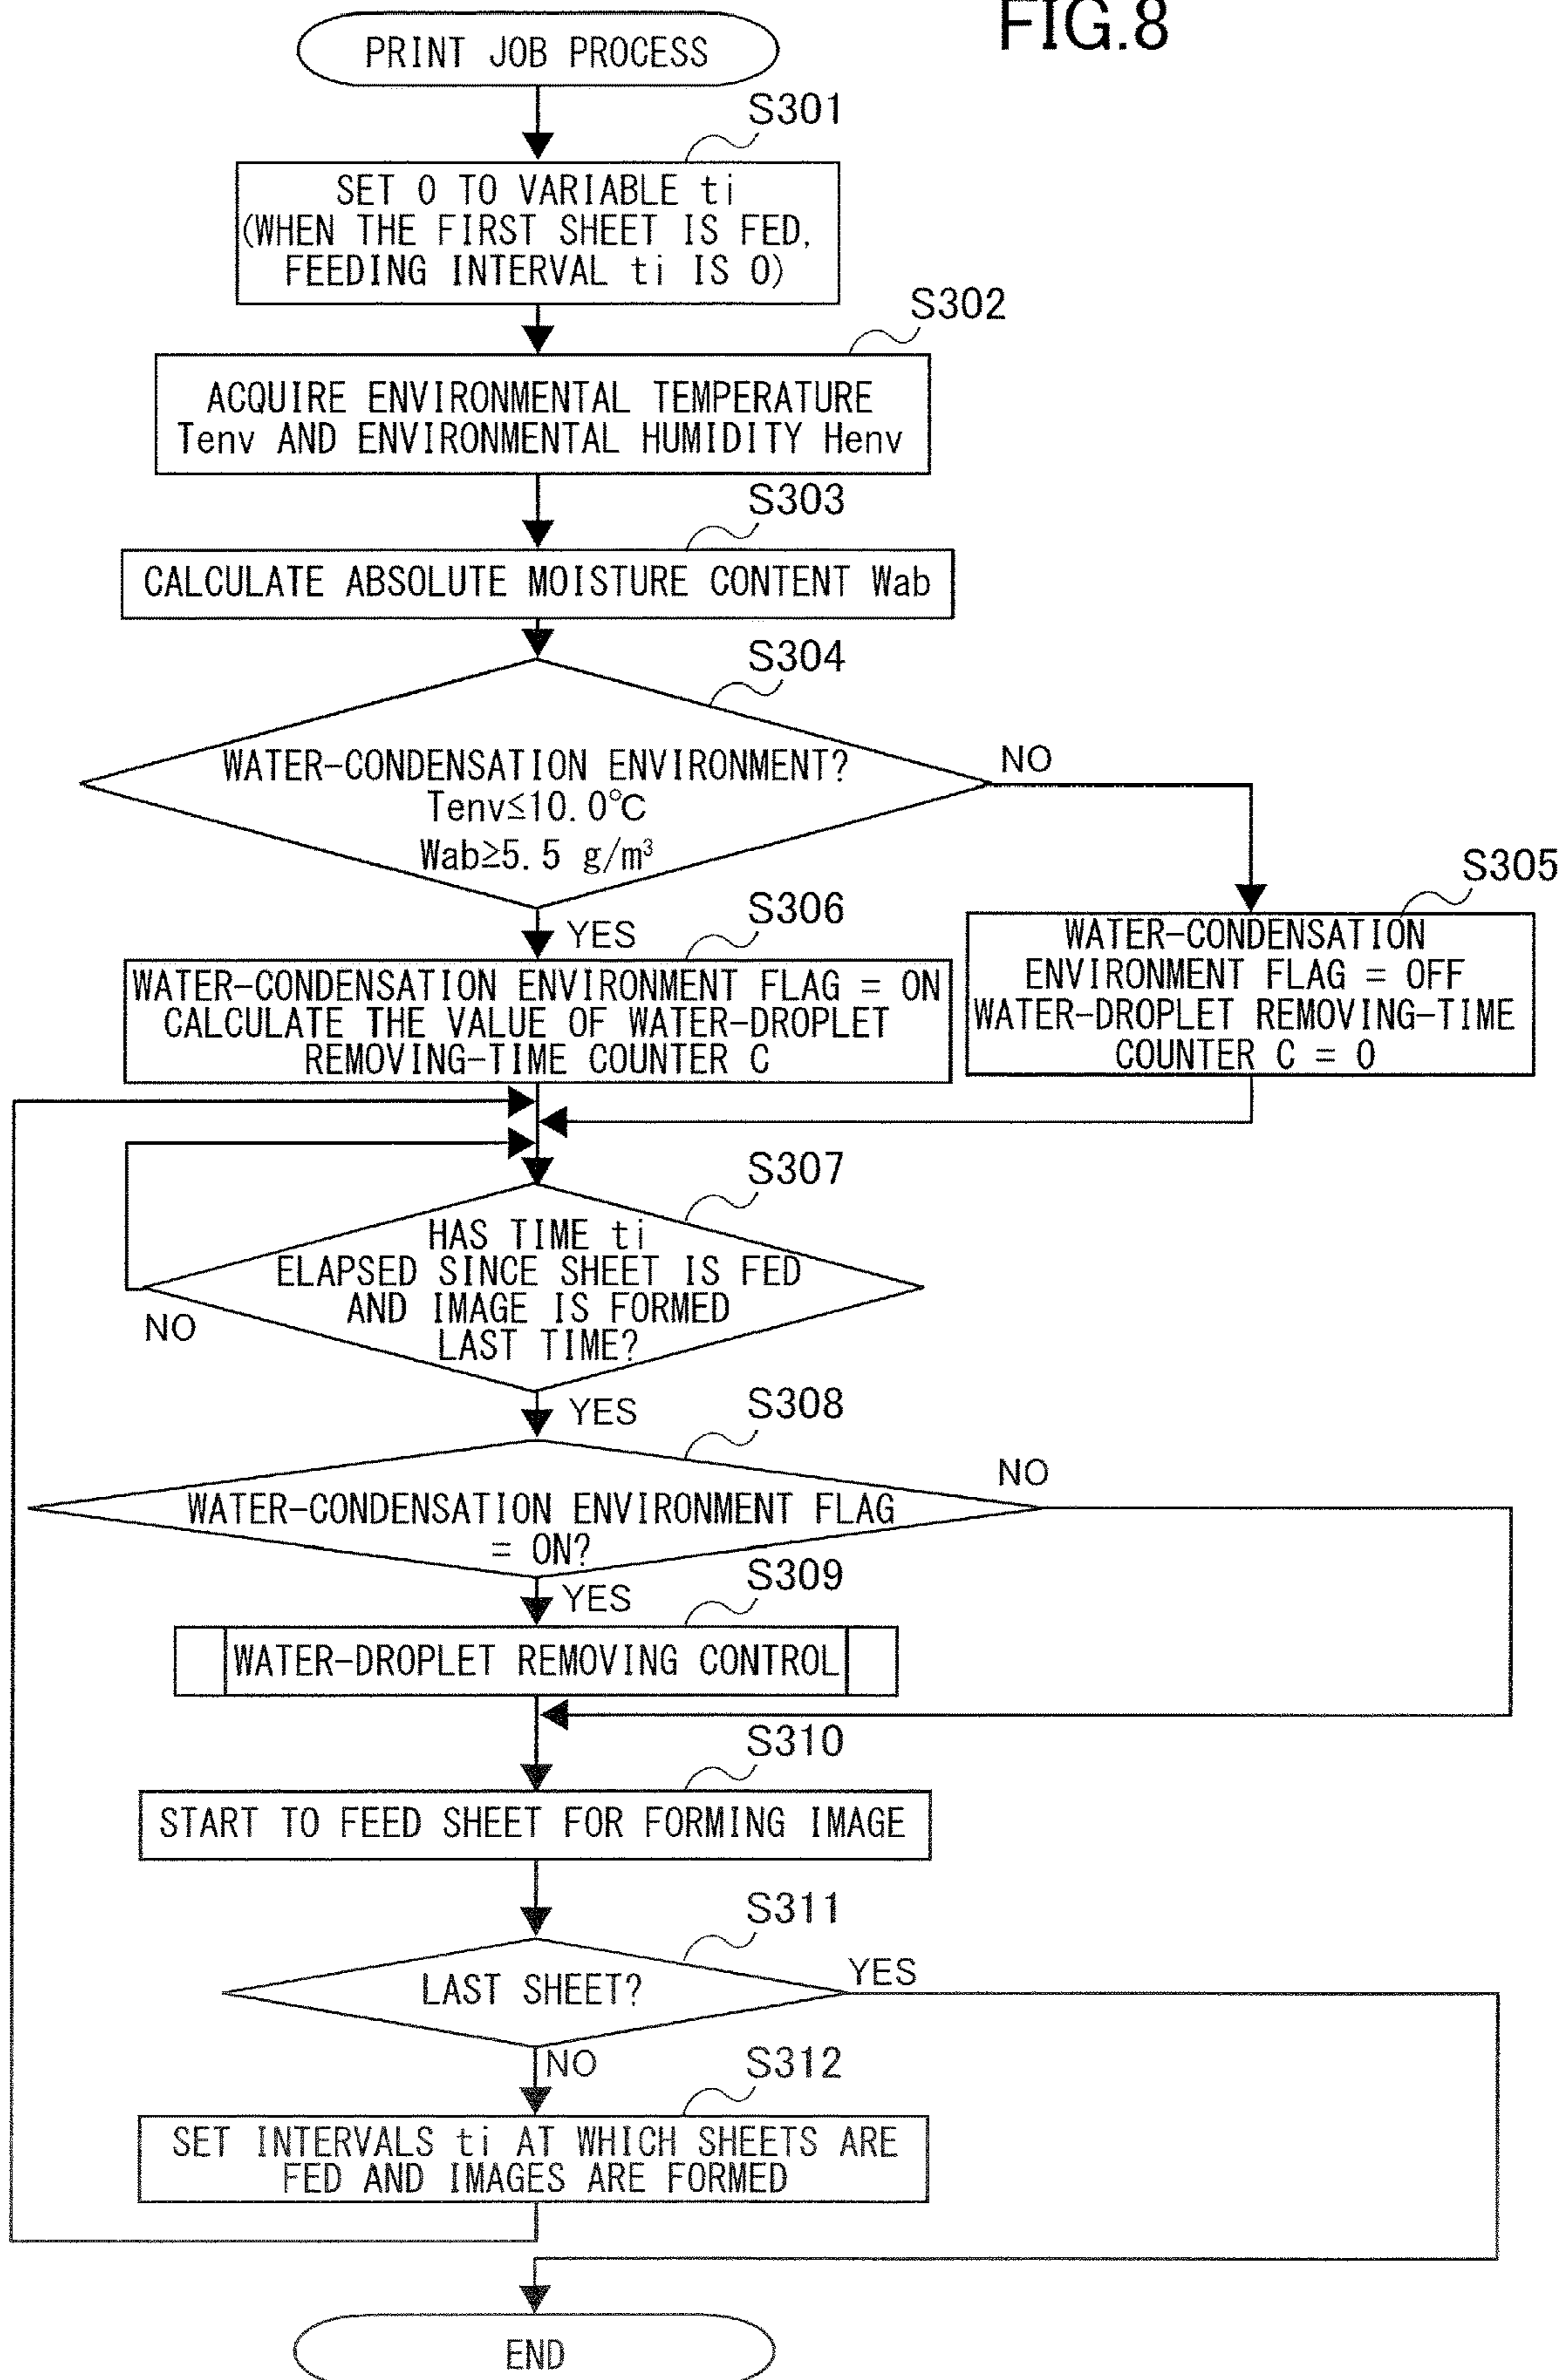 FIG.8
PRINT JOB PROCESS
S301
SET 0 TO VARIABLE ti
(WHEN THE FIRST SHEET IS FED,
FEEDING INTERVAL ti IS 0)
S302
ACQUIRE ENVIRONMENTAL TEMPERATURE
Tenv AND ENVIRONMENTAL HUMIDITY Henv
S303
CALCULATE ABSOLUTE MOISTURE CONTENT Wab
S304
WATER-CONDENSATION ENVIRONMENT?
Tenv≤10.0℃
Wab≥5.5 g/m³
NO
YES
S305
WATER-CONDENSATION
ENVIRONMENT FLAG = OFF
WATER-DROPLET REMOVING-TIME
COUNTER C = 0
S306
WATER-CONDENSATION ENVIRONMENT FLAG = ON
CALCULATE THE VALUE OF WATER-DROPLET
REMOVING-TIME COUNTER C
S307
HAS TIME ti
ELAPSED SINCE SHEET IS FED
AND IMAGE IS FORMED
LAST TIME?
NO
YES
S308
WATER-CONDENSATION ENVIRONMENT FLAG
= ON?
NO
YES
S309
WATER-DROPLET REMOVING CONTROL
S310
START TO FEED SHEET FOR FORMING IMAGE
S311
LAST SHEET?
YES
NO
S312
SET INTERVALS ti AT WHICH SHEETS ARE
FED AND IMAGES ARE FORMED
END